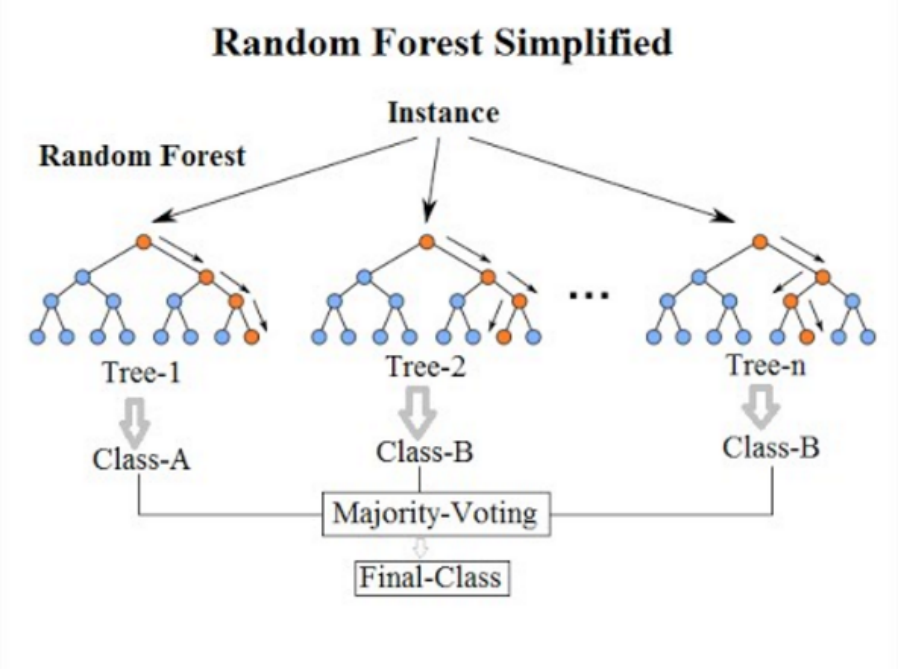 Random Forest Simplified
Instance
Random Forest
...
Tree-1
Tree-2
Tree-n
Class-A
Class-B
Class-B
Majority-Voting
Final-Class